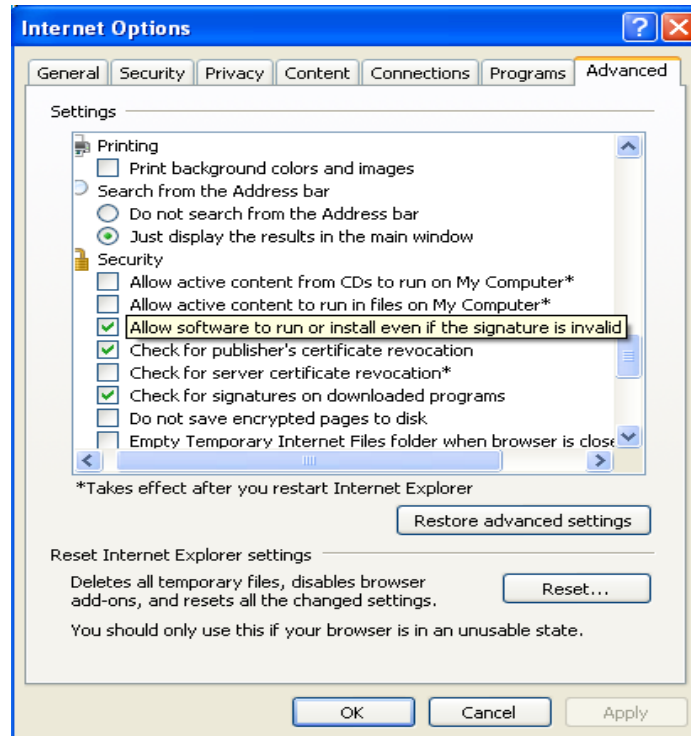 Internet Options
General Security Privacy Content Connections Programs Advanced
Settings
Printing
Print background colors and images
Search from the Address bar
Do not search from the Address bar
Just display the results in the main window
Security
Allow active content from CDs to run on My Computer*
Allow active content to run in files on My Computer*
Allow software to run or install even if the signature is invalid
Check for publisher's certificate revocation
Check for server certificate revocation*
Check for signatures on downloaded programs
Do not save encrypted pages to disk
Empty Temporary Internet Files folder when browser is close
*Takes effect after you restart Internet Explorer
Restore advanced settings
Reset Internet Explorer settings
Deletes all temporary files, disables browser
add-ons, and resets all the changed settings.
Reset...
You should only use this if your browser is in an unusable state.
OK Cancel Apply